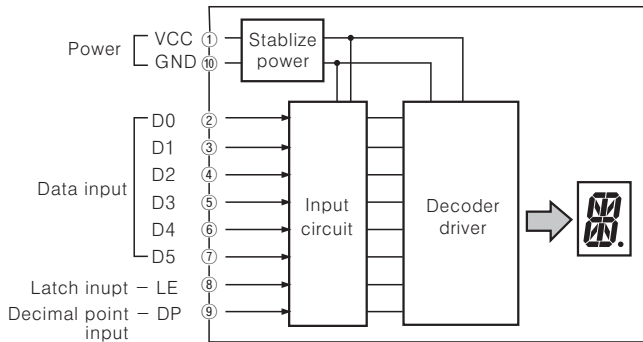 Power
VCC ①
GND ⑩
Stablize
power
Data input
D0 ②
D1 ③
D2 ④
D3 ⑤
D4 ⑥
D5 ⑦
Latch inupt – LE ⑧
Decimal point – DP ⑨
input
Input
circuit
Decoder
driver